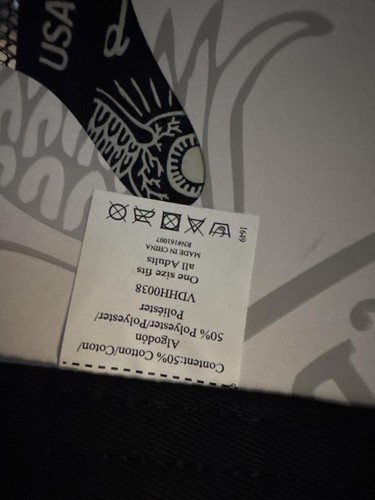 USA
Content:50% Cotton/Coton/
Algodón
50% Polyester/Polyester/
Poliéster
VDHH0038
One size fits
all Adults
MADE IN CHINA
RN#161007
1649